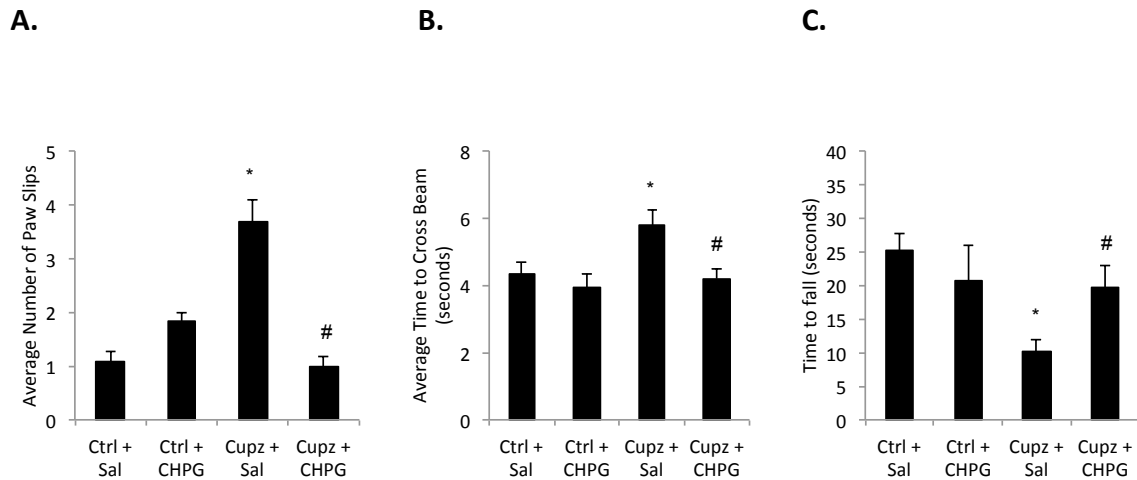 A.
B.
C.
Average Number of Paw Slips
5
4
3
2
1
0
*
#
Ctrl +
Sal
Ctrl +
CHPG
Cupz +
Sal
Cupz +
CHPG
Average Time to Cross Beam
(seconds)
8
6
4
2
0
*
#
Ctrl +
Sal
Ctrl +
CHPG
Cupz +
Sal
Cupz +
CHPG
Time to fall (seconds)
40
35
30
25
20
15
10
5
0
*
#
Ctrl +
Sal
Ctrl +
CHPG
Cupz +
Sal
Cupz +
CHPG